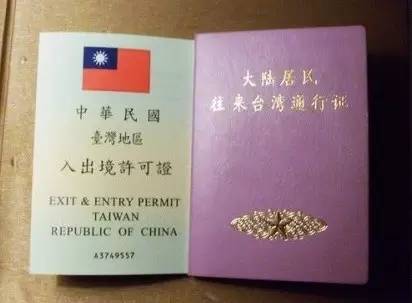 中華民國
臺灣地區
入出境許可證
EXIT & ENTRY PERMIT
TAIWAN
REPUBLIC OF CHINA
A3749557
大陆居民
往来台湾通行证